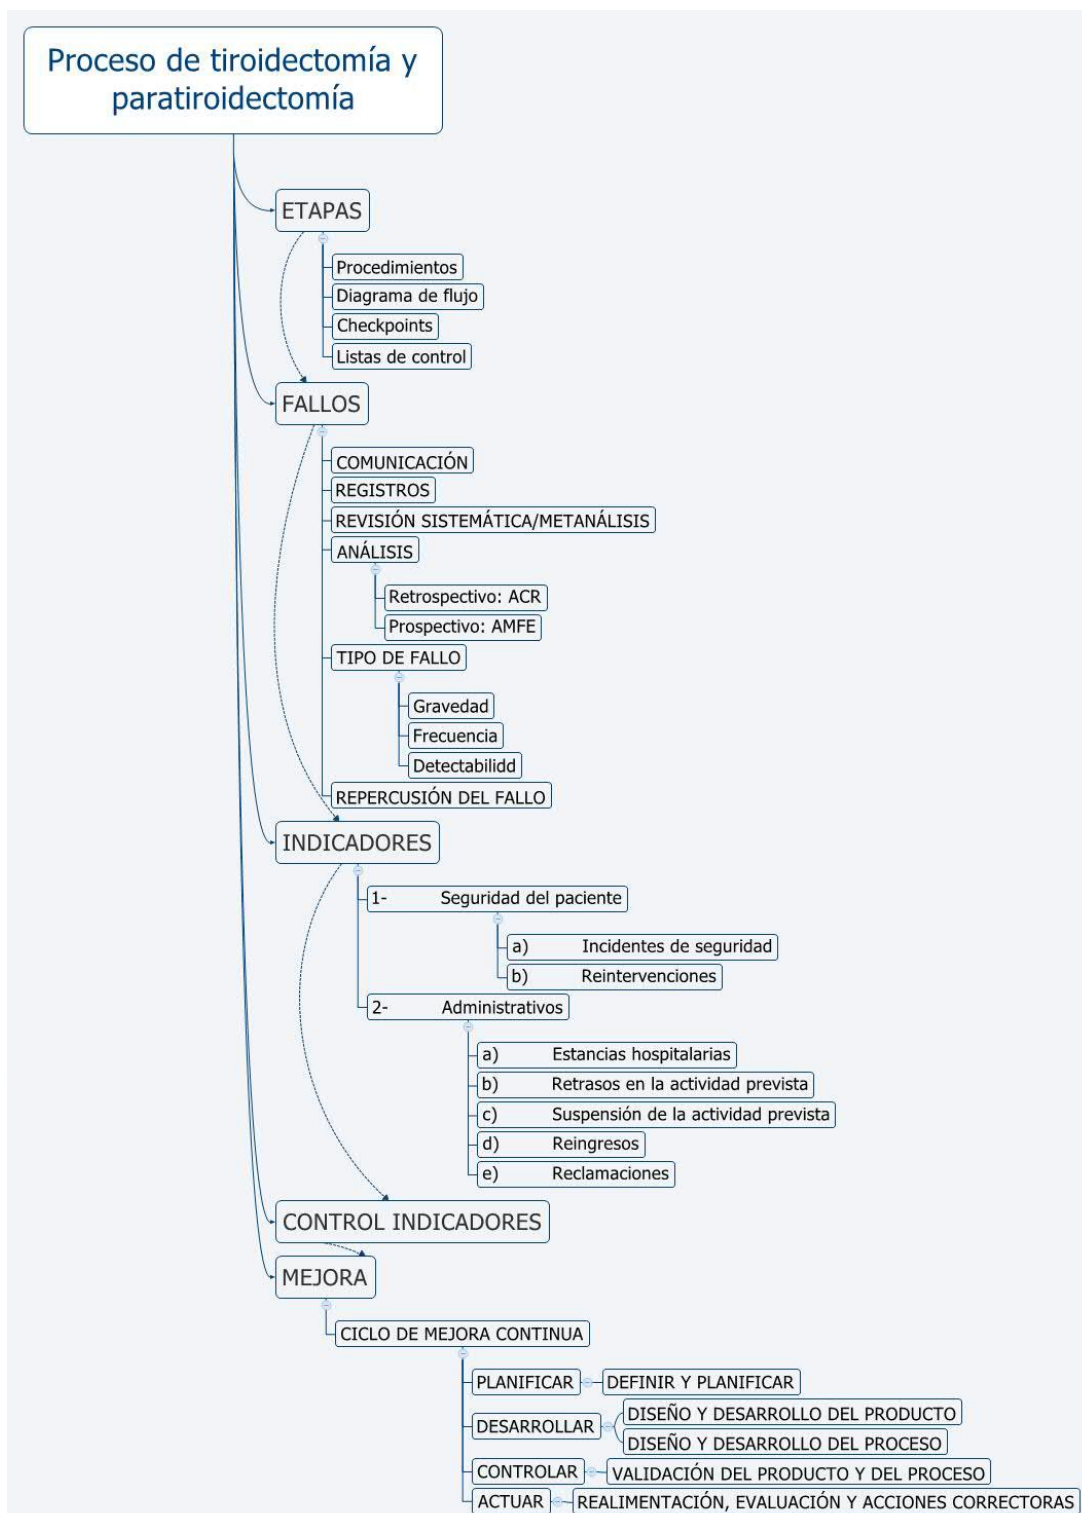 Proceso de tiroidectomía y
paratiroidectomía
ETAPAS
Procedimientos
Diagrama de flujo
Checkpoints
Listas de control
FALLOS
COMUNICACIÓN
REGISTROS
REVISIÓN SISTEMÁTICA/METANÁLISIS
ANÁLISIS
Retrospectivo: ACR
Prospectivo: AMFE
TIPO DE FALLO
Gravedad
Frecuencia
Detectabilidd
REPERCUSIÓN DEL FALLO
INDICADORES
1- Seguridad del paciente
a) Incidentes de seguridad
b) Reintervenciones
2- Administrativos
a) Estancias hospitalarias
b) Retrasos en la actividad prevista
c) Suspensión de la actividad prevista
d) Reingresos
e) Reclamaciones
CONTROL INDICADORES
MEJORA
CICLO DE MEJORA CONTINUA
PLANIFICAR DEFINIR Y PLANIFICAR
DISEÑO Y DESARROLLO DEL PRODUCTO
DESARROLLAR
DISEÑO Y DESARROLLO DEL PROCESO
CONTROLAR VALIDACIÓN DEL PRODUCTO Y DEL PROCESO
ACTUAR REALIMENTACIÓN, EVALUACIÓN Y ACCIONES CORRECTORAS